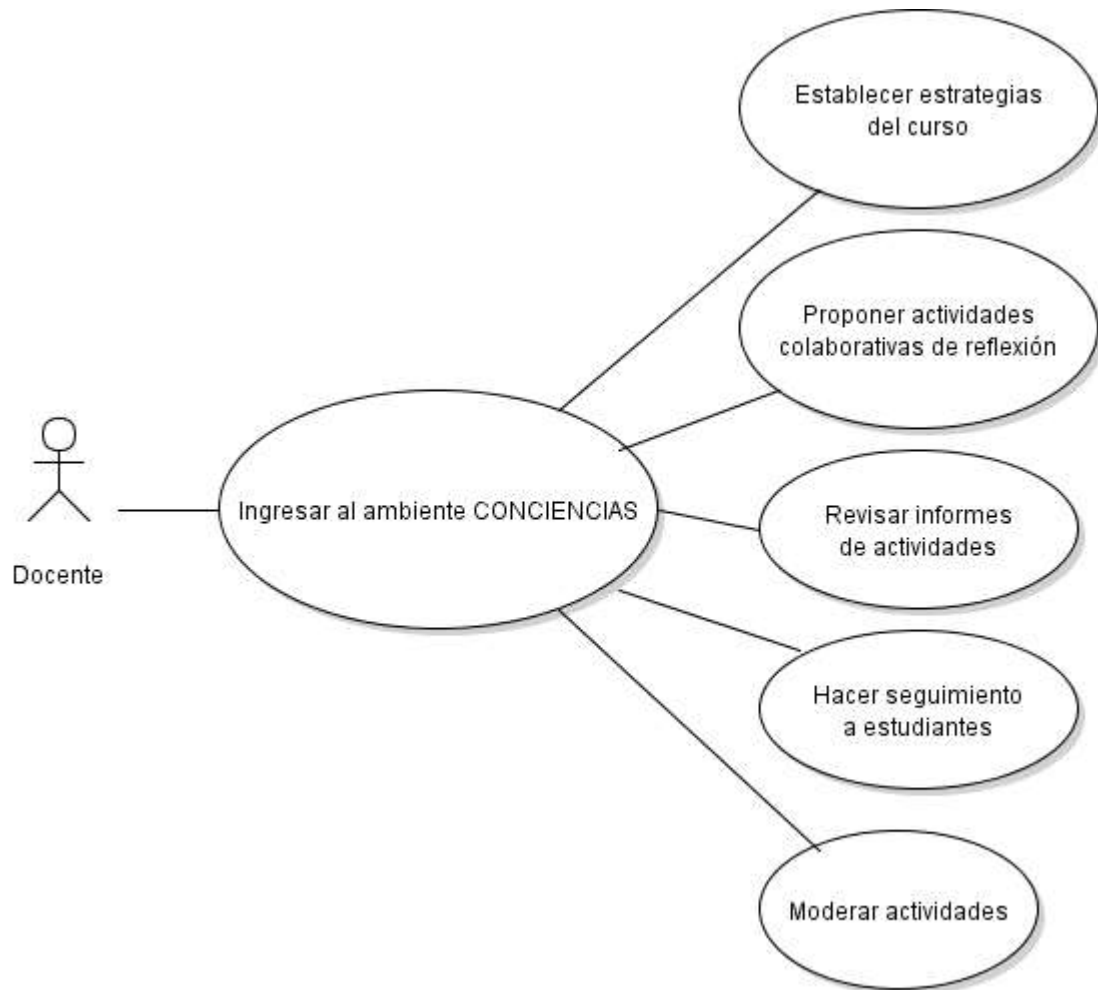 Establecer estrategias
del curso
Proponer actividades
colaborativas de reflexión
Ingresar al ambiente CONCIENCIAS
Revisar informes
de actividades
Docente
Hacer seguimiento
a estudiantes
Moderar actividades